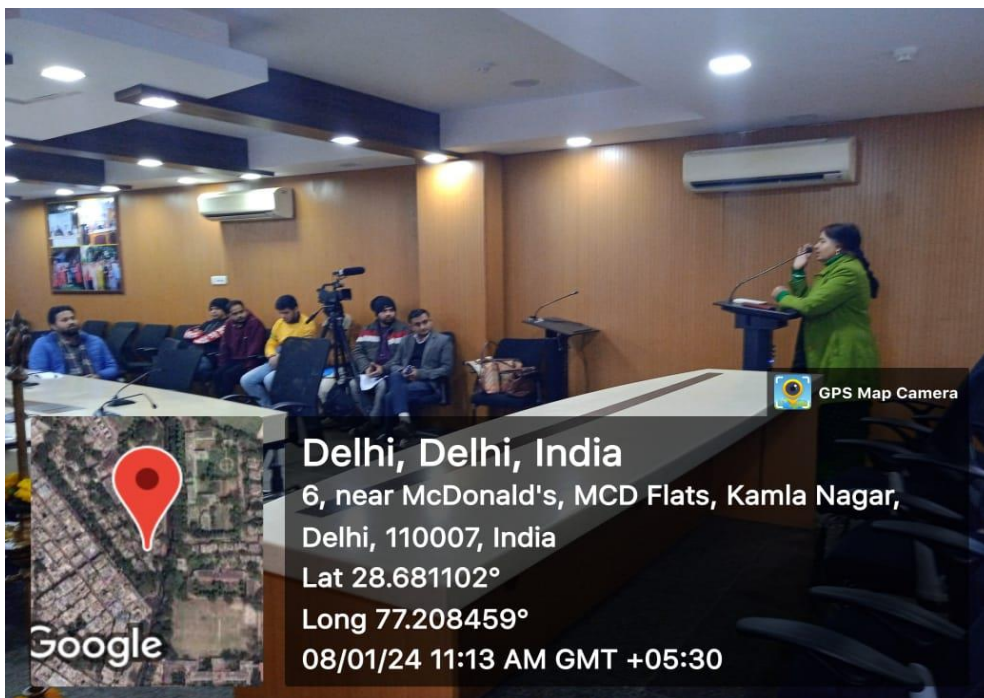 GPS Map Camera
Delhi, Delhi, India
6, near McDonald's, MCD Flats, Kamla Nagar,
Delhi, 110007, India
Lat 28.681102°
Long 77.208459°
08/01/24 11:13 AM GMT +05:30
Google